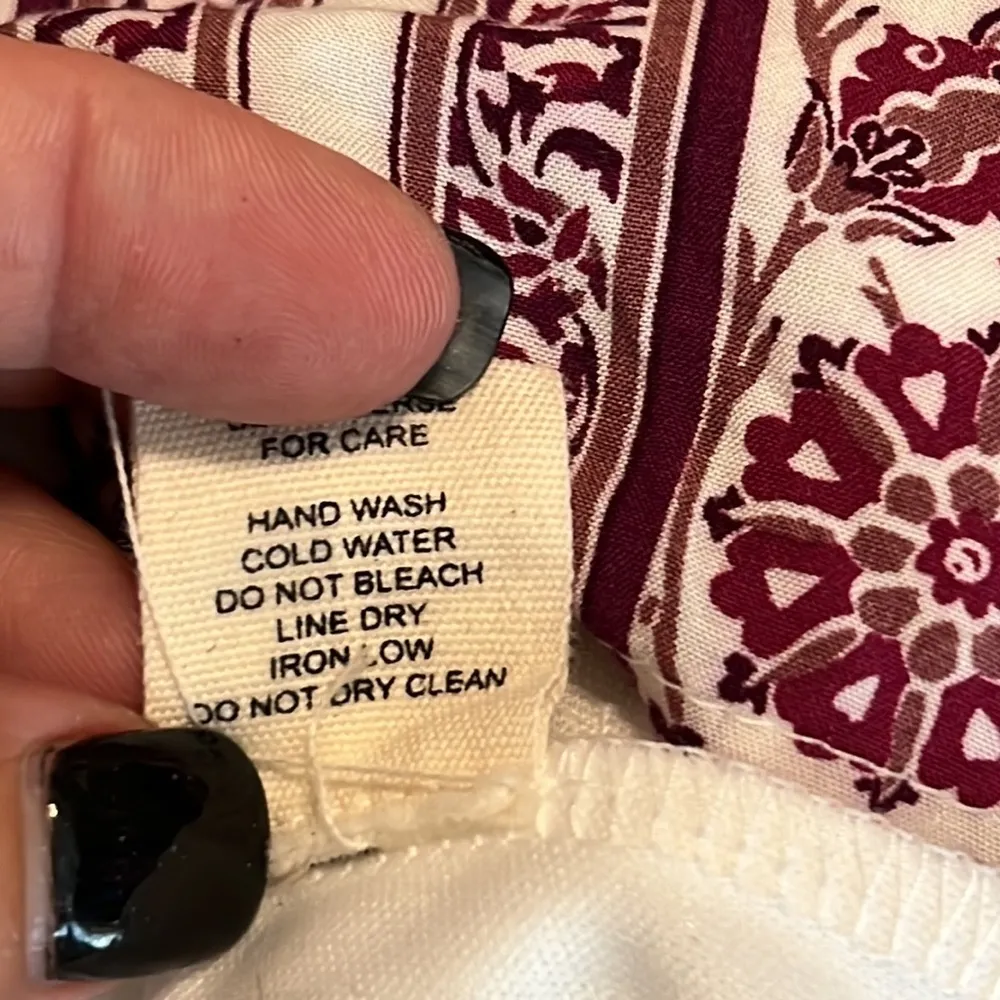 FOR CARE
HAND WASH
COLD WATER
DO NOT BLEACH
LINE DRY
IRON LOW
DO NOT DRY CLEAN